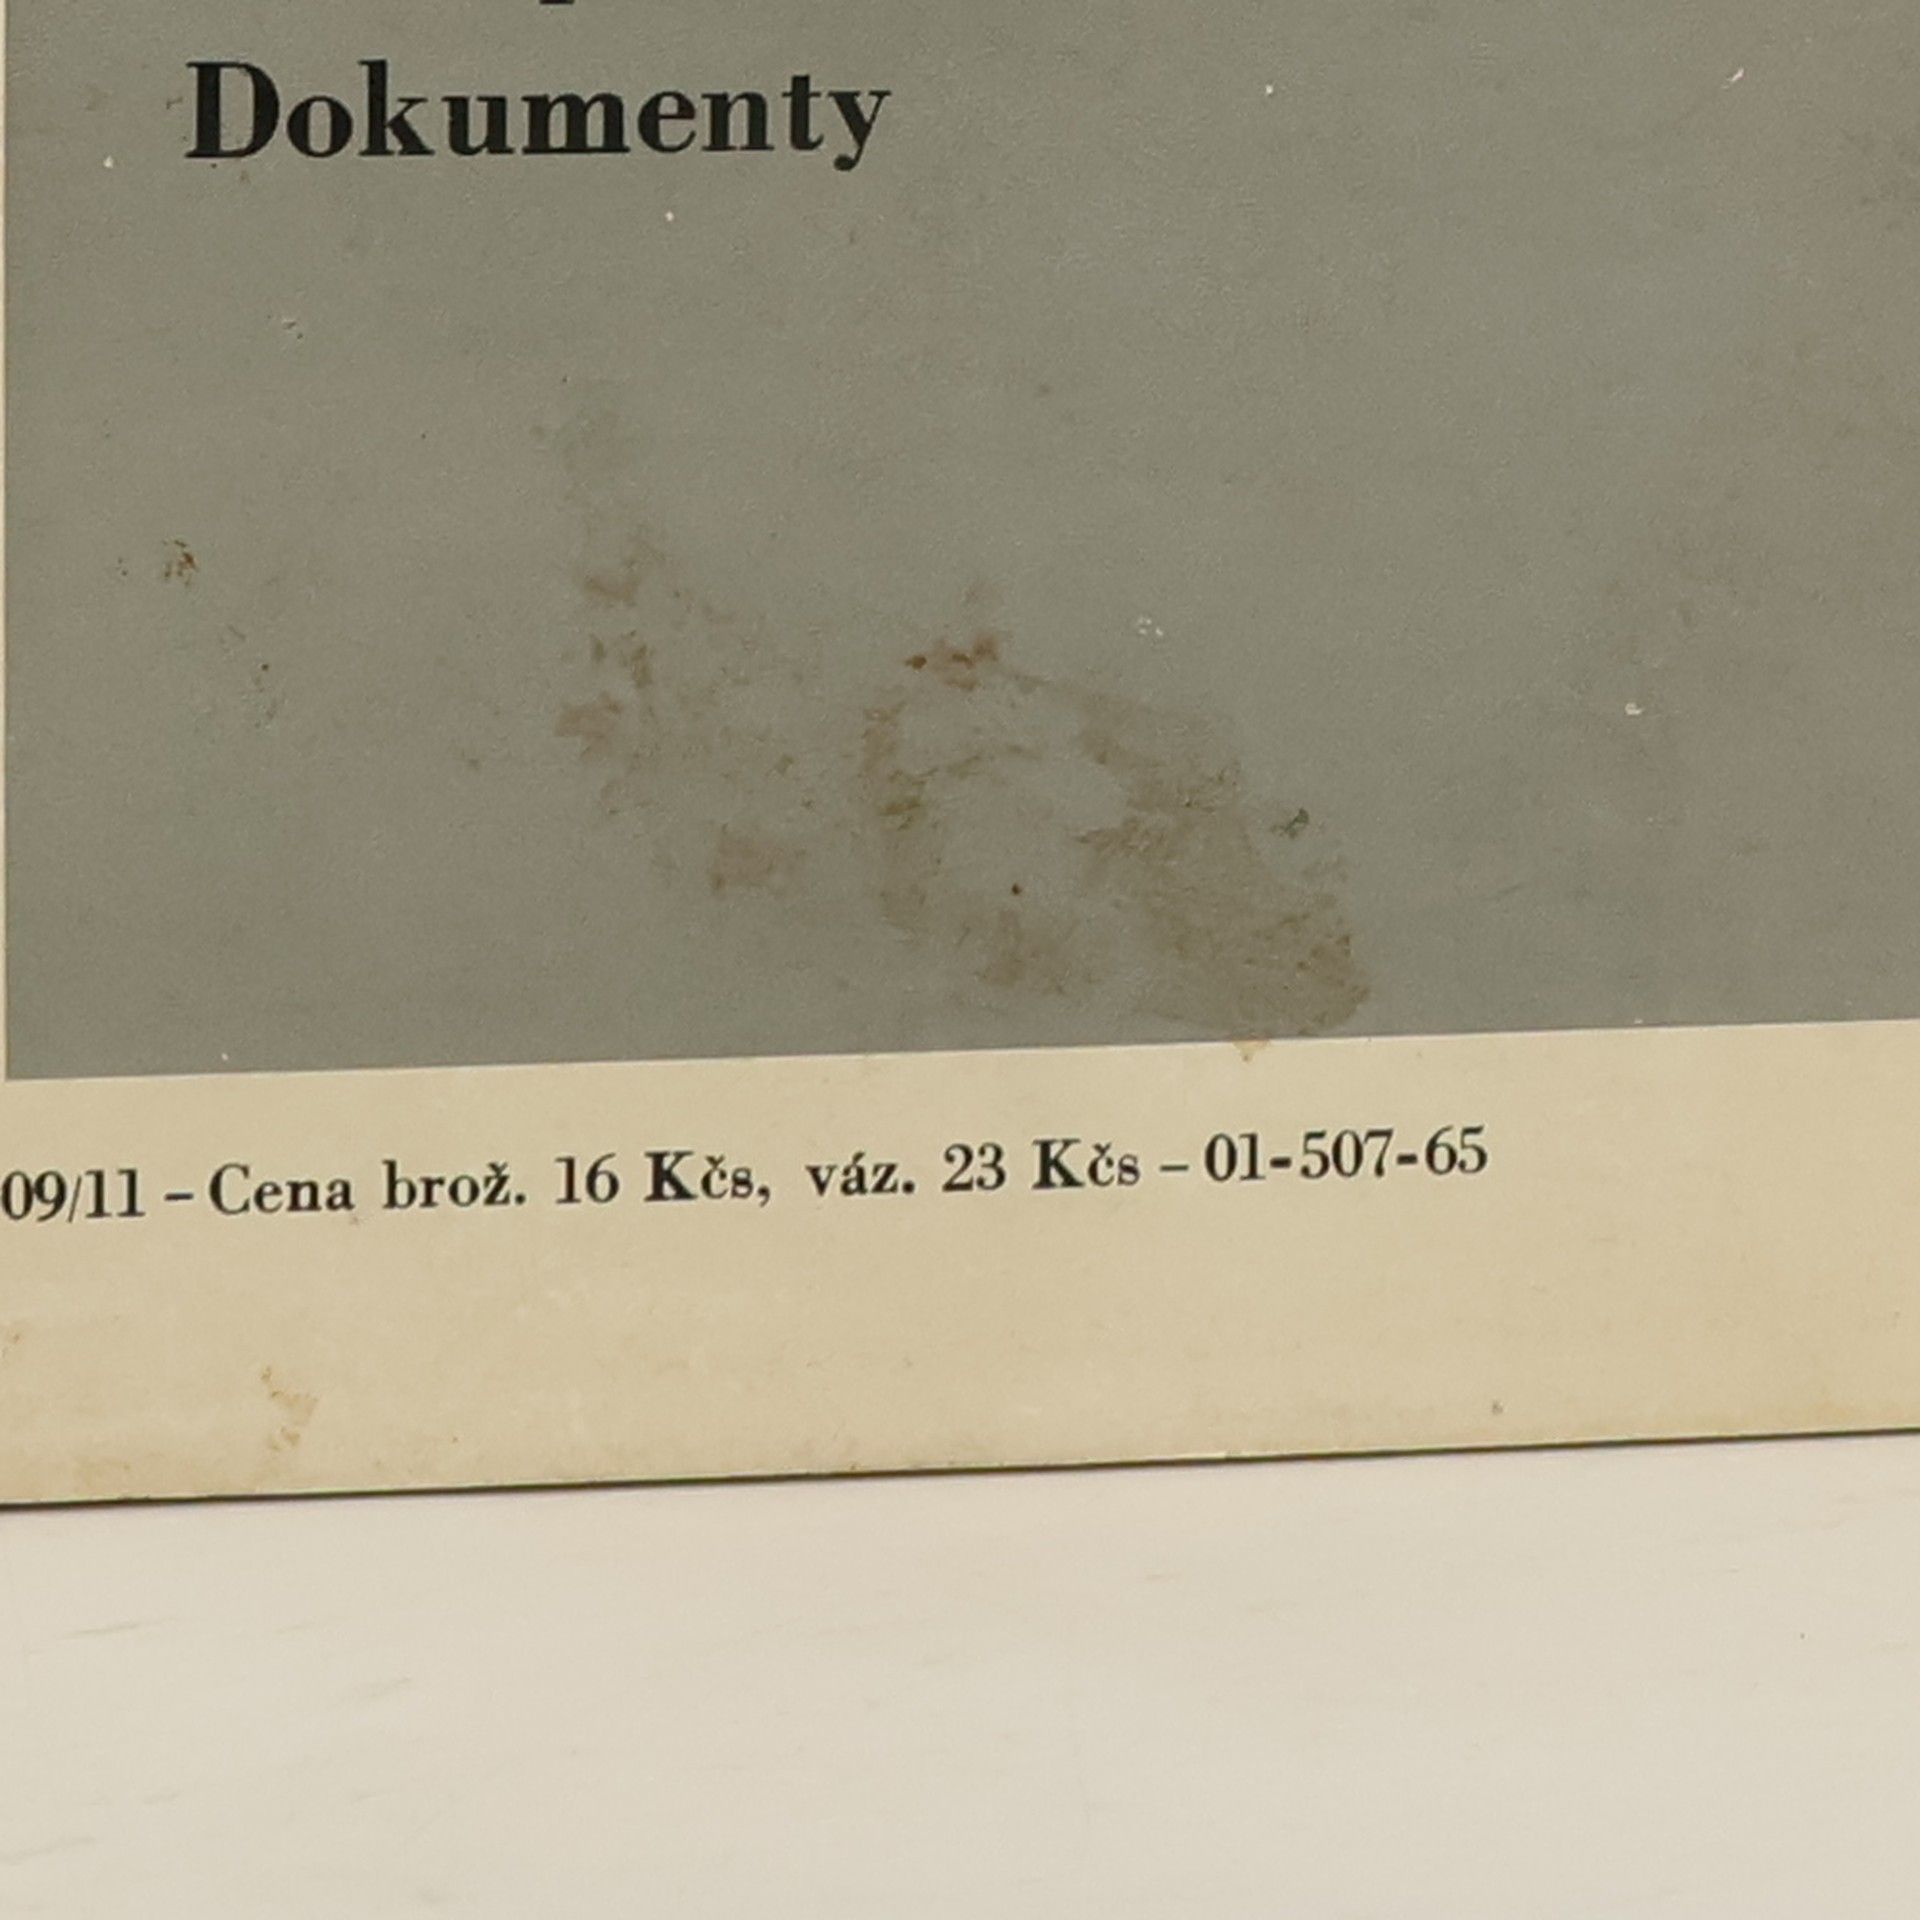 Dokumenty
09/11 – Cena brož. 16 Kčs, váz. 23 Kčs – 01-507-65